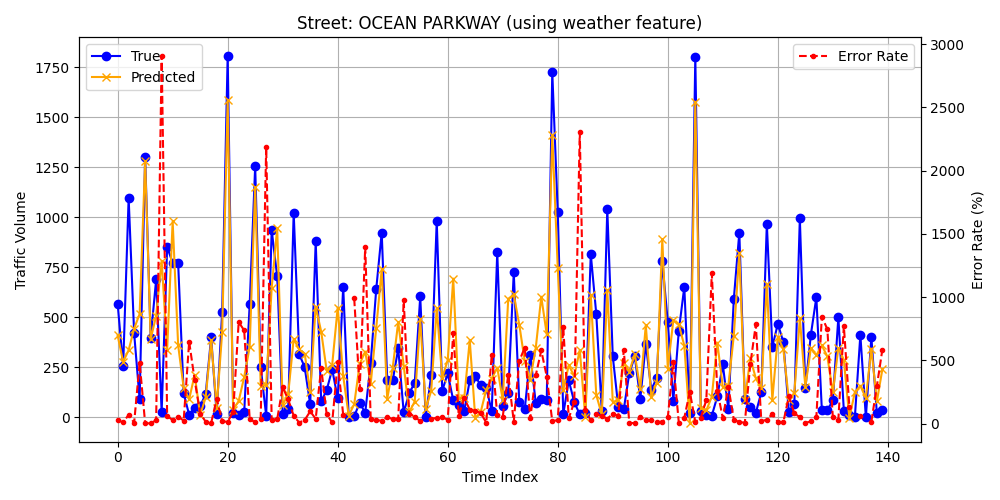 Street: OCEAN PARKWAY (using weather feature)
True
Predicted
Error Rate
Traffic Volume
1750
1500
1250
1000
750
500
250
0
3000
2500
2000
1500
1000
500
0
Error Rate (%)
0 20 40 60 80 100 120 140
Time Index